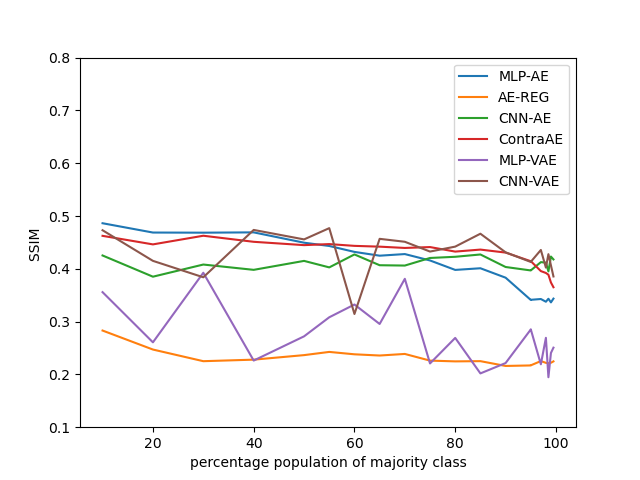 0.8
0.7
0.6
0.5
0.4
0.3
0.2
0.1
SSIM
20
40
60
80
100
percentage population of majority class
MLP-AE
AE-REG
CNN-AE
ContraAE
MLP-VAE
CNN-VAE